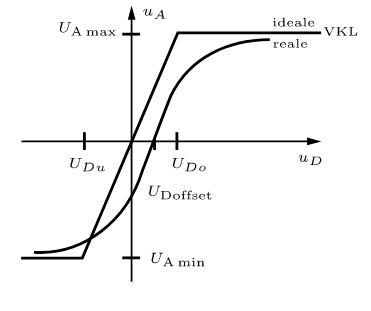 u_A
U_A max
ideale
VKL
reale
U_Du
U_Do
u_D
U_Doffset
U_A min